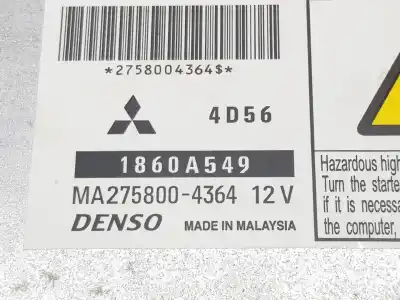 *2758004364$*
4D56
1860A549
MA275800-4364 12 V
DENSO MADE IN MALAYSIA
Hazardous high
Turn the starte
if it is necessa
the computer,